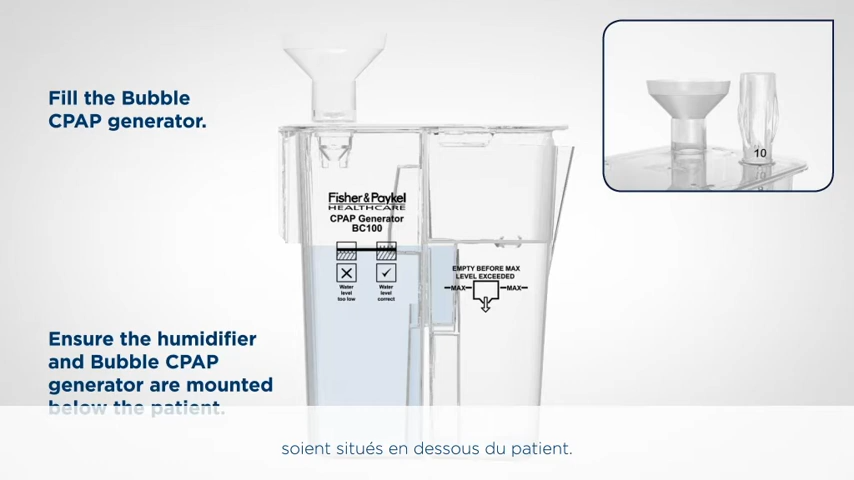 Fill the Bubble
CPAP generator.
10
Fisher & Paykel
HEALTHCARE
CPAP Generator
BC100
Water
level
too low
Water
level
correct
EMPTY BEFORE MAX
LEVEL EXCEEDED
MAX
MAX
Ensure the humidifier
and Bubble CPAP
generator are mounted
below the patient.
soient situés en dessous du patient.